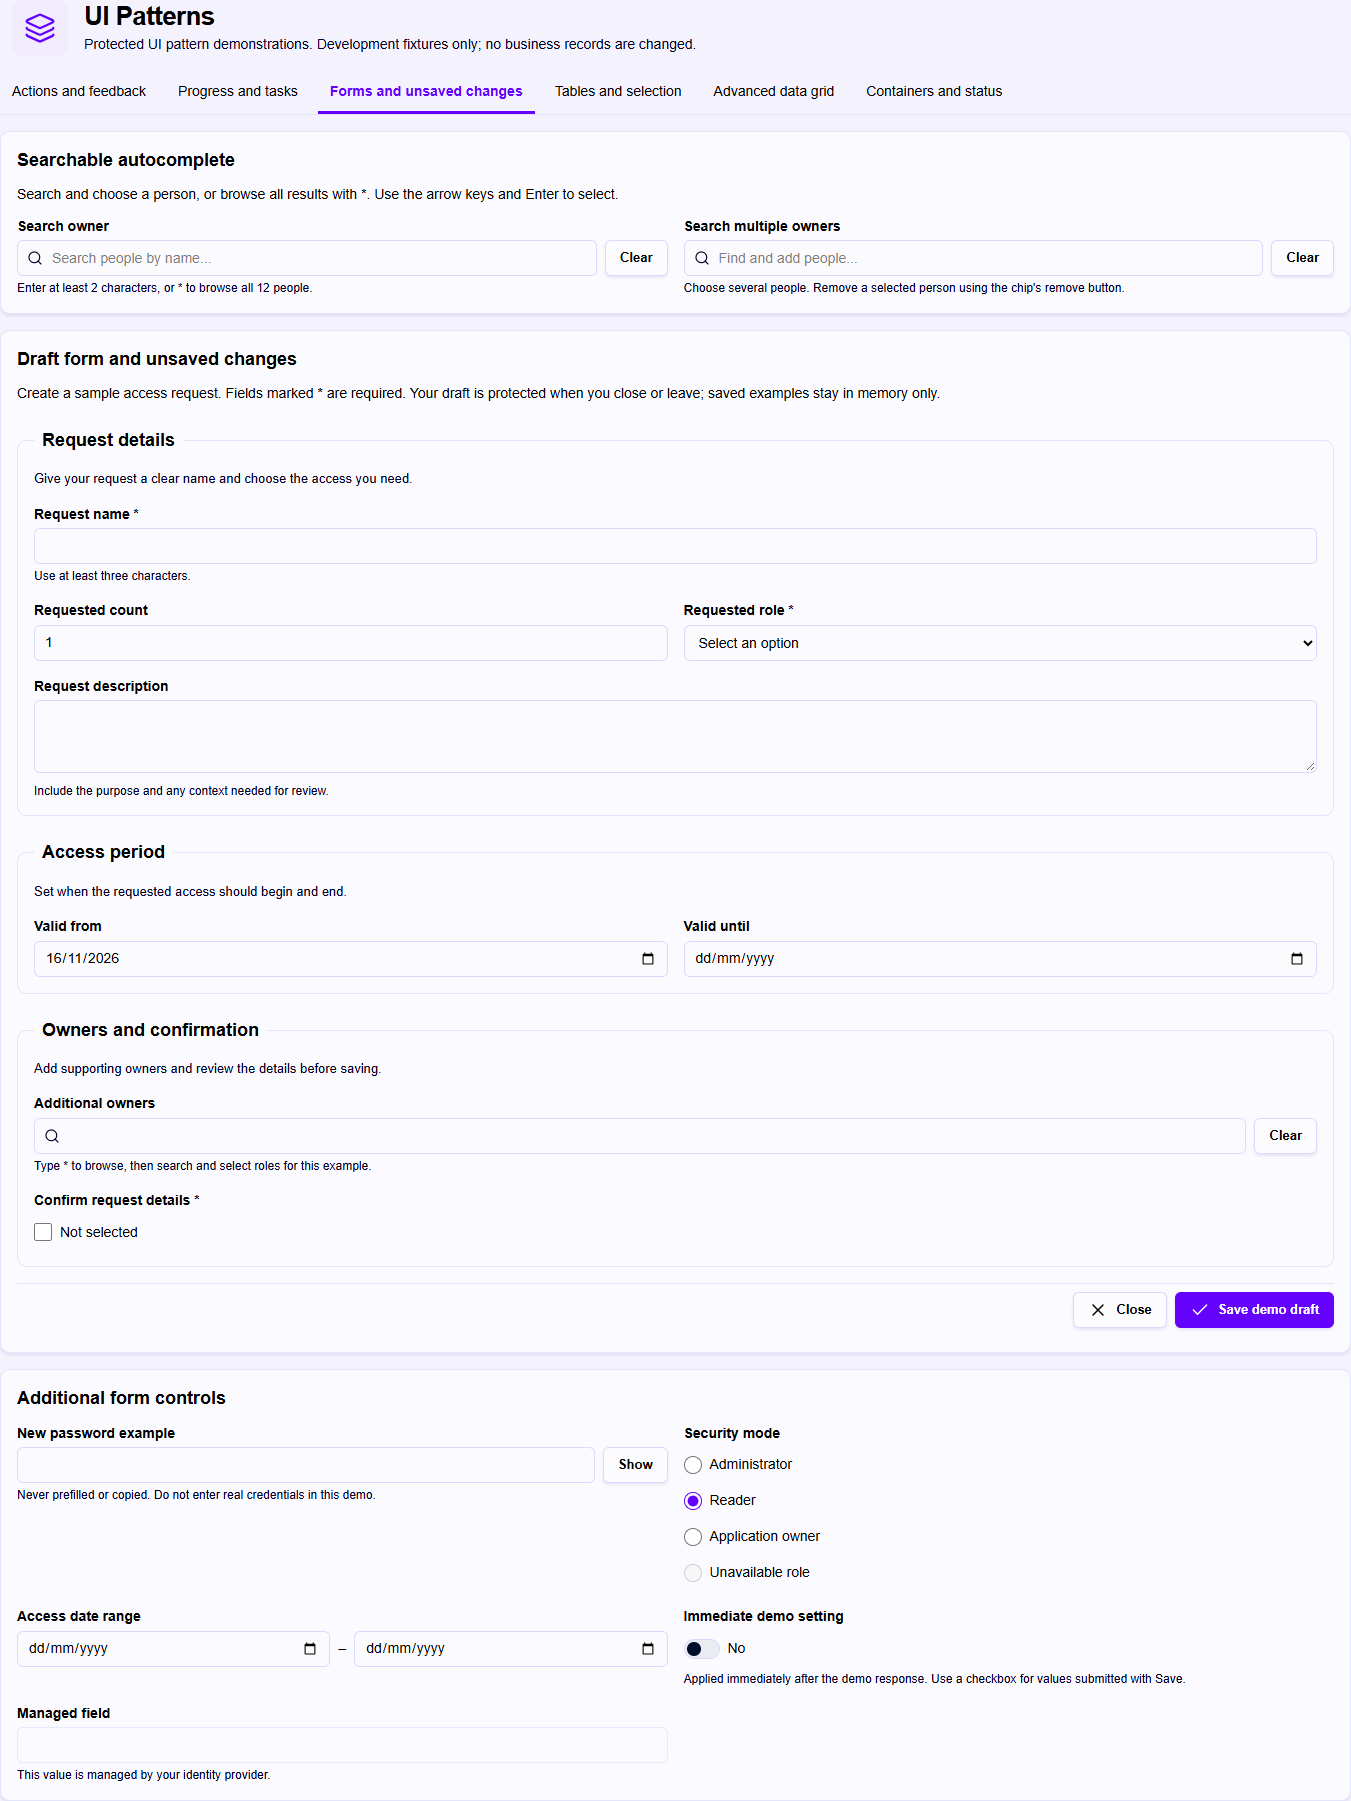 UI Patterns
Protected UI pattern demonstrations. Development fixtures only; no business records are changed.
Actions and feedback Progress and tasks Forms and unsaved changes Tables and selection Advanced data grid Containers and status
Searchable autocomplete
Search and choose a person, or browse all results with *. Use the arrow keys and Enter to select.
Search owner
Search people by name...
Clear
Enter at least 2 characters, or * to browse all 12 people.
Search multiple owners
Find and add people...
Clear
Choose several people. Remove a selected person using the chip's remove button.
Draft form and unsaved changes
Create a sample access request. Fields marked * are required. Your draft is protected when you close or leave; saved examples stay in memory only.
Request details
Give your request a clear name and choose the access you need.
Request name *
Use at least three characters.
Requested count
1
Requested role *
Select an option
Request description
Include the purpose and any context needed for review.
Access period
Set when the requested access should begin and end.
Valid from
16/11/2026
Valid until
dd/mm/yyyy
Owners and confirmation
Add supporting owners and review the details before saving.
Additional owners
Clear
Type * to browse, then search and select roles for this example.
Confirm request details *
Not selected
Close
Save demo draft
Additional form controls
New password example
Show
Never prefilled or copied. Do not enter real credentials in this demo.
Security mode
Administrator
Reader
Application owner
Unavailable role
Access date range
dd/mm/yyyy – dd/mm/yyyy
Immediate demo setting
No
Applied immediately after the demo response. Use a checkbox for values submitted with Save.
Managed field
This value is managed by your identity provider.